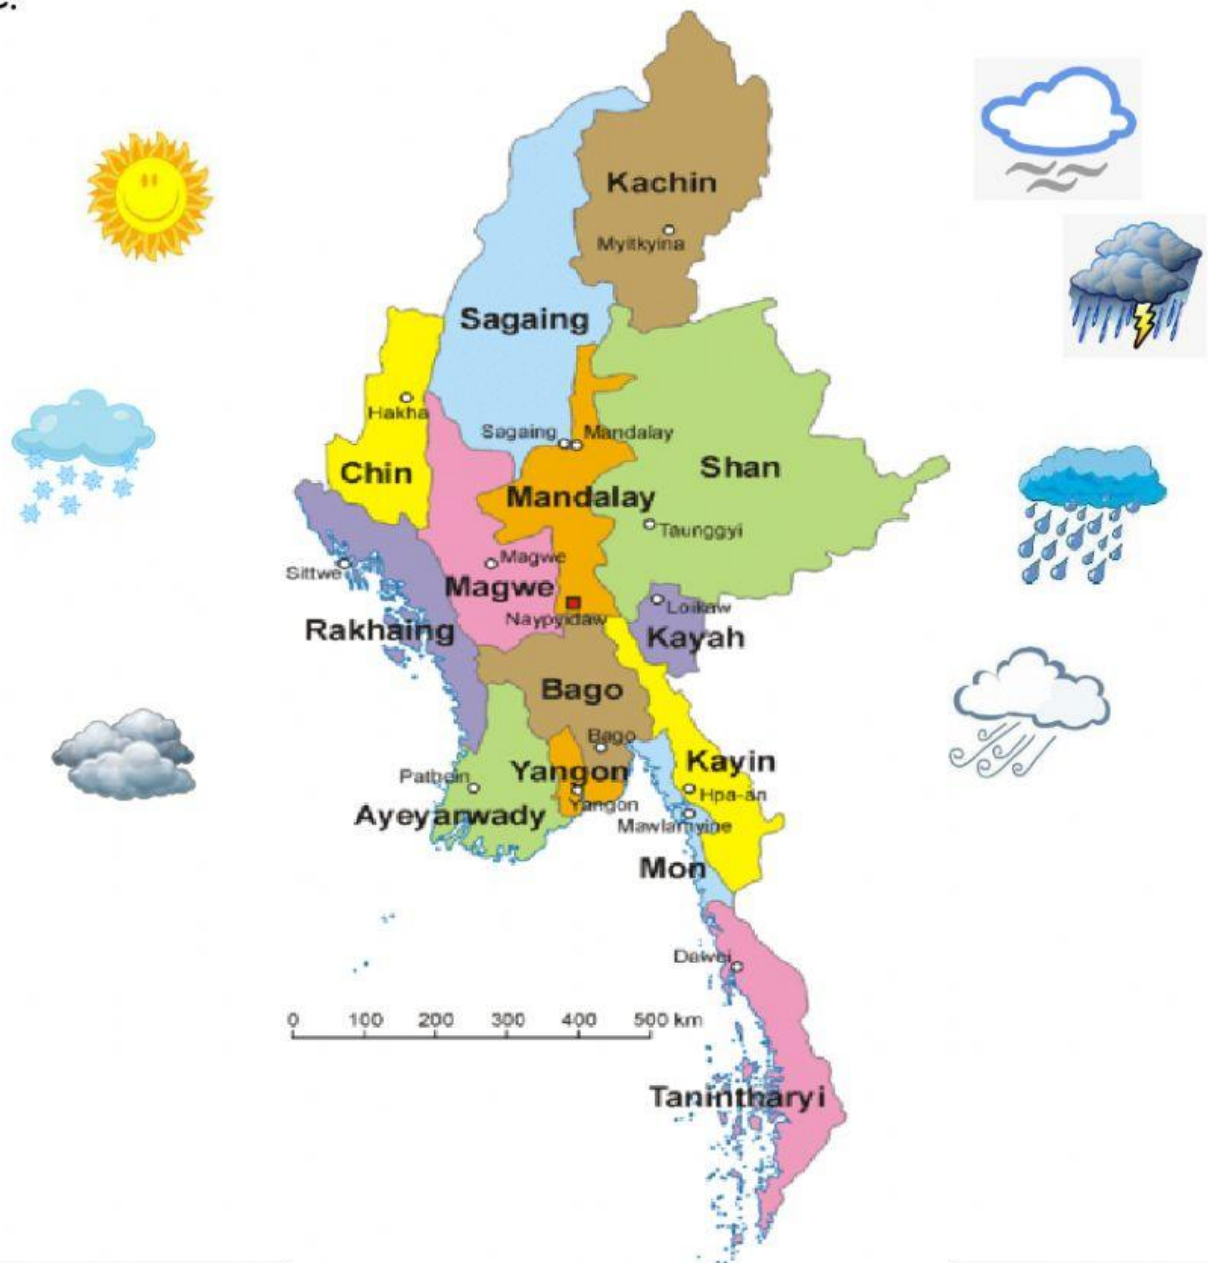 Kachin
Myitkyina
Sagaing
Hakha
Sagaing Mandalay
Chin
Shan
Mandalay
Taunggyi
Magwe
Sittwe
Magwe
Loikaw
Naypyidaw
Rakhaing
Kayah
Bago
Bago
Kayin
Pathein
Yangon
Hpa-an
Yangon
Ayeyarwady
Mawlamyine
Mon
Dawei
0 100 200 300 400 500 km
Tanintharyi